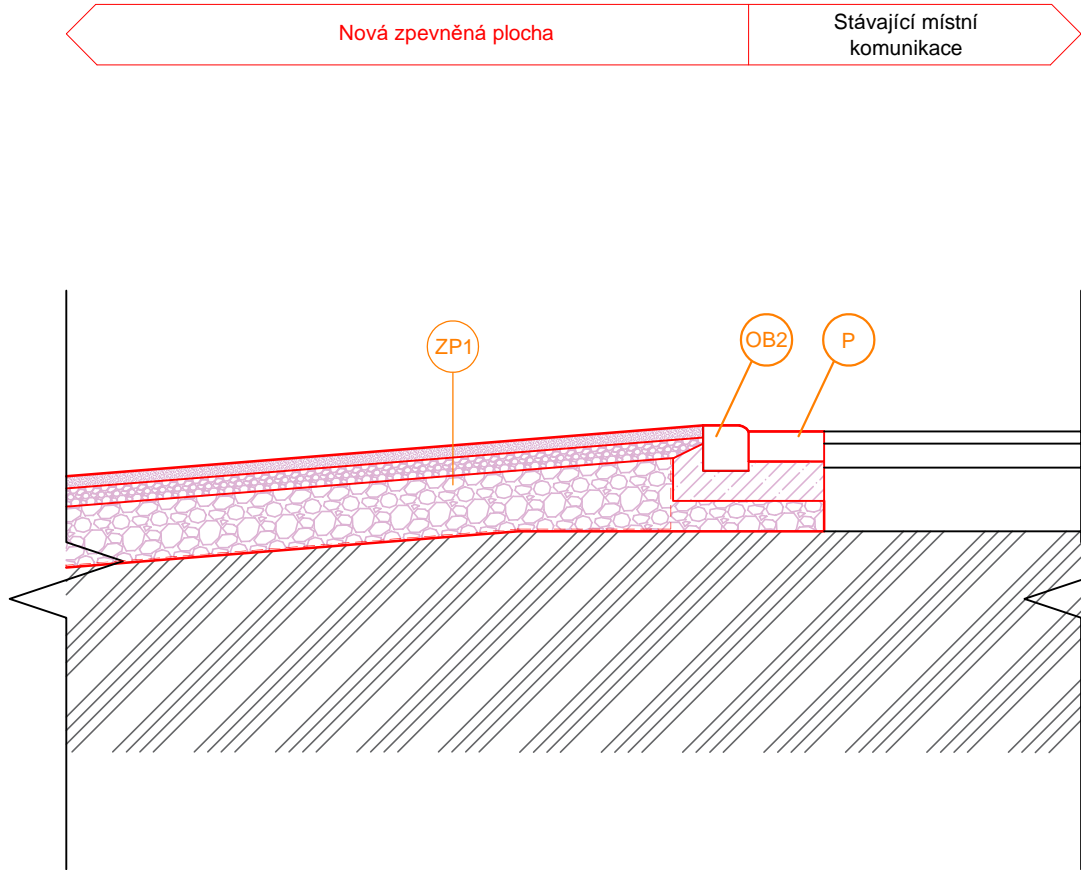 Nová zpevněná plocha
Stávající místní
komunikace
ZP1
OB2
P